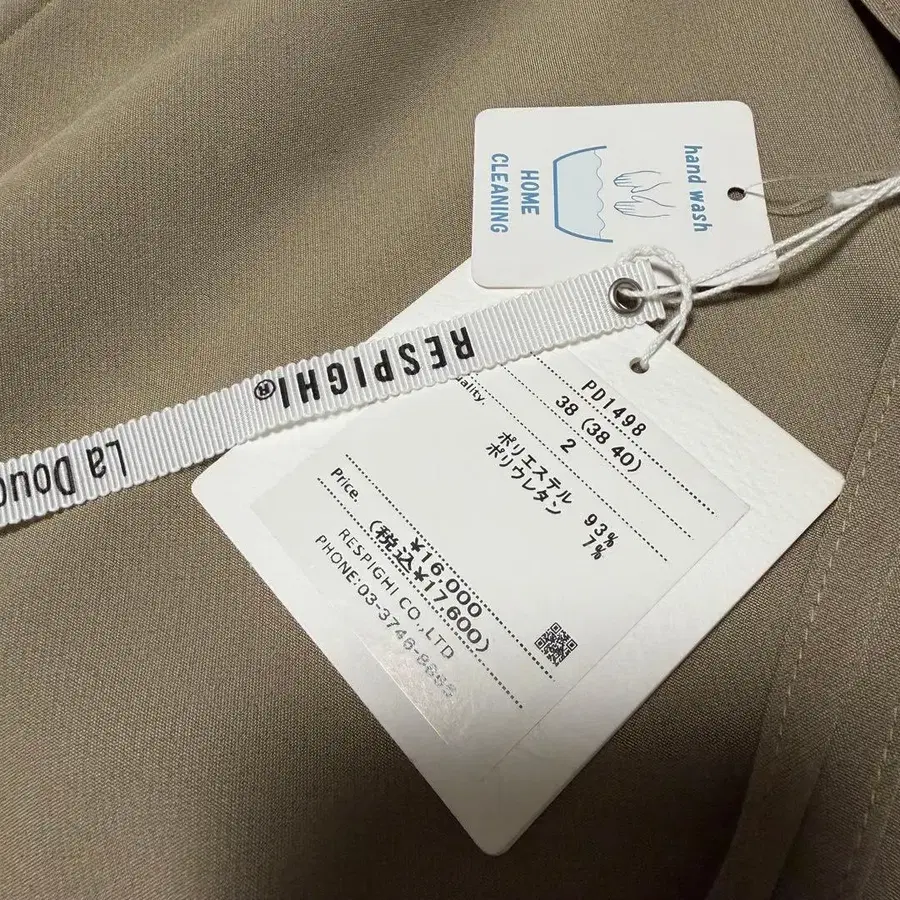 hand wash
HOME
CLEANING
RESPIGHI®
La Douc
PD1498
38 (38 40)
2
ality.
ポリエステル 93%
ポリウレタン 7%
Price.
¥16,000
(税込¥17,600)
RESPIGHI CO.,LTD
PHONE:03-3746-8653